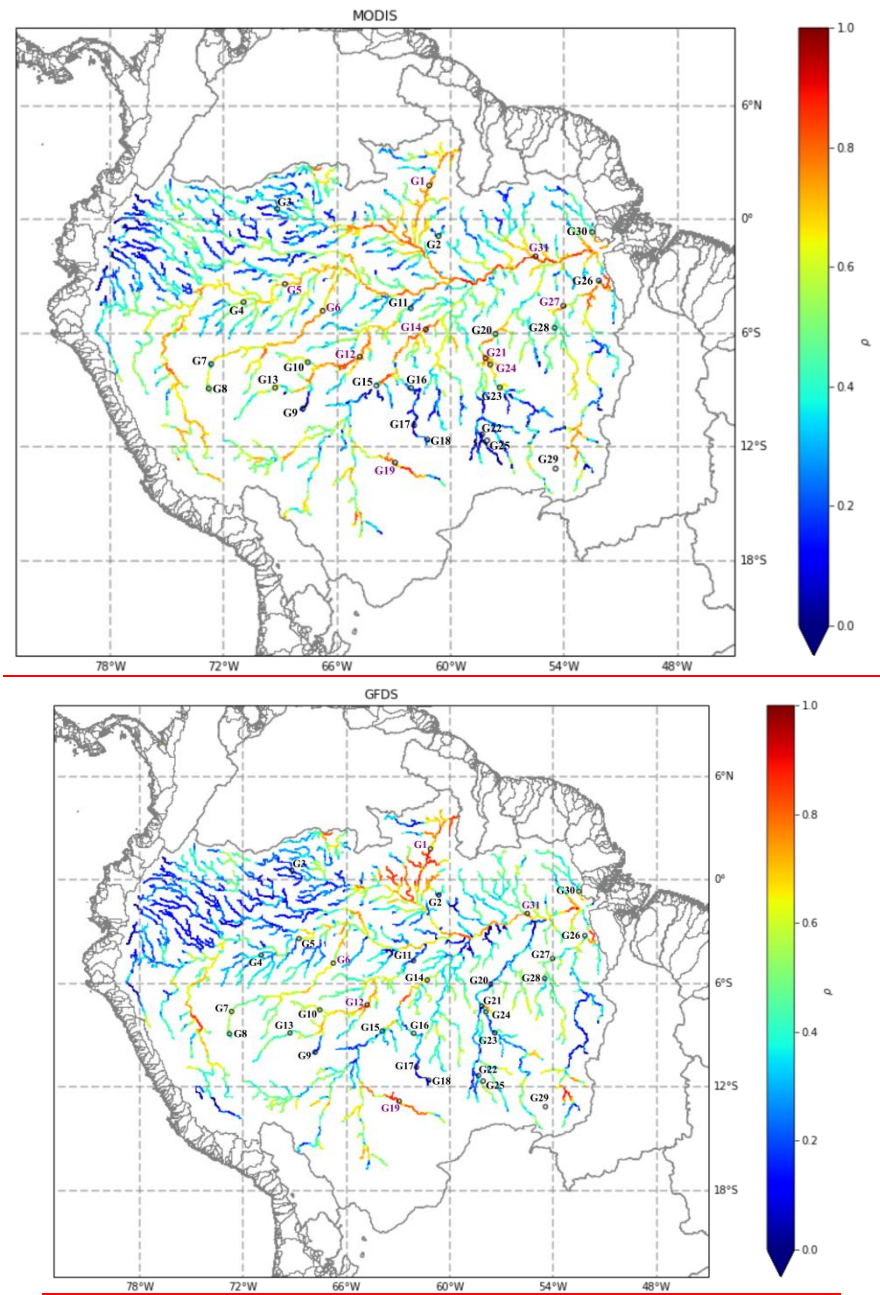 MODIS
1.0
6°N
G1
G3
0°
G2
G30
G31
0.8
G5
G4
G11
G6
G26
G27
0.6
6°S
G14
G20
G28
G12
G21
G7
G10
G24
ρ
G8
G13
G15
G16
G23
0.4
G9
G17
G22
12°S
G18
G25
G19
G29
0.2
18°S
0.0
78°W 72°W 66°W 60°W 54°W 48°W
GFDS
1.0
6°N
G1
G3
0°
G2
G30
G31
0.8
G5
G26
G4
G6
G11
G27
6°S
G14
G20
G28
0.6
G12
G21
G7
G10
G24
ρ
G8
G13
G15
G16
G23
G9
0.4
G17
G22
12°S
G18
G25
G19
G29
0.2
18°S
0.0
78°W 72°W 66°W 60°W 54°W 48°W